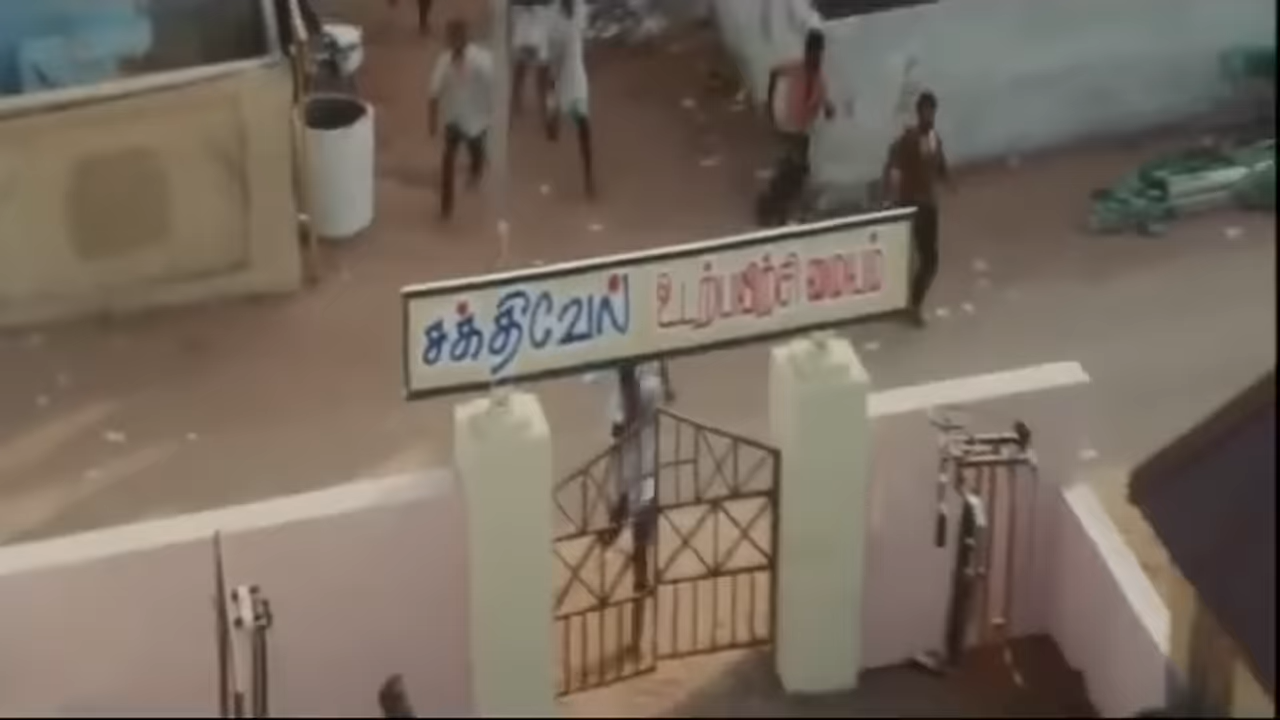 சக்திவேல் உடற்பயிற்சி மையம்